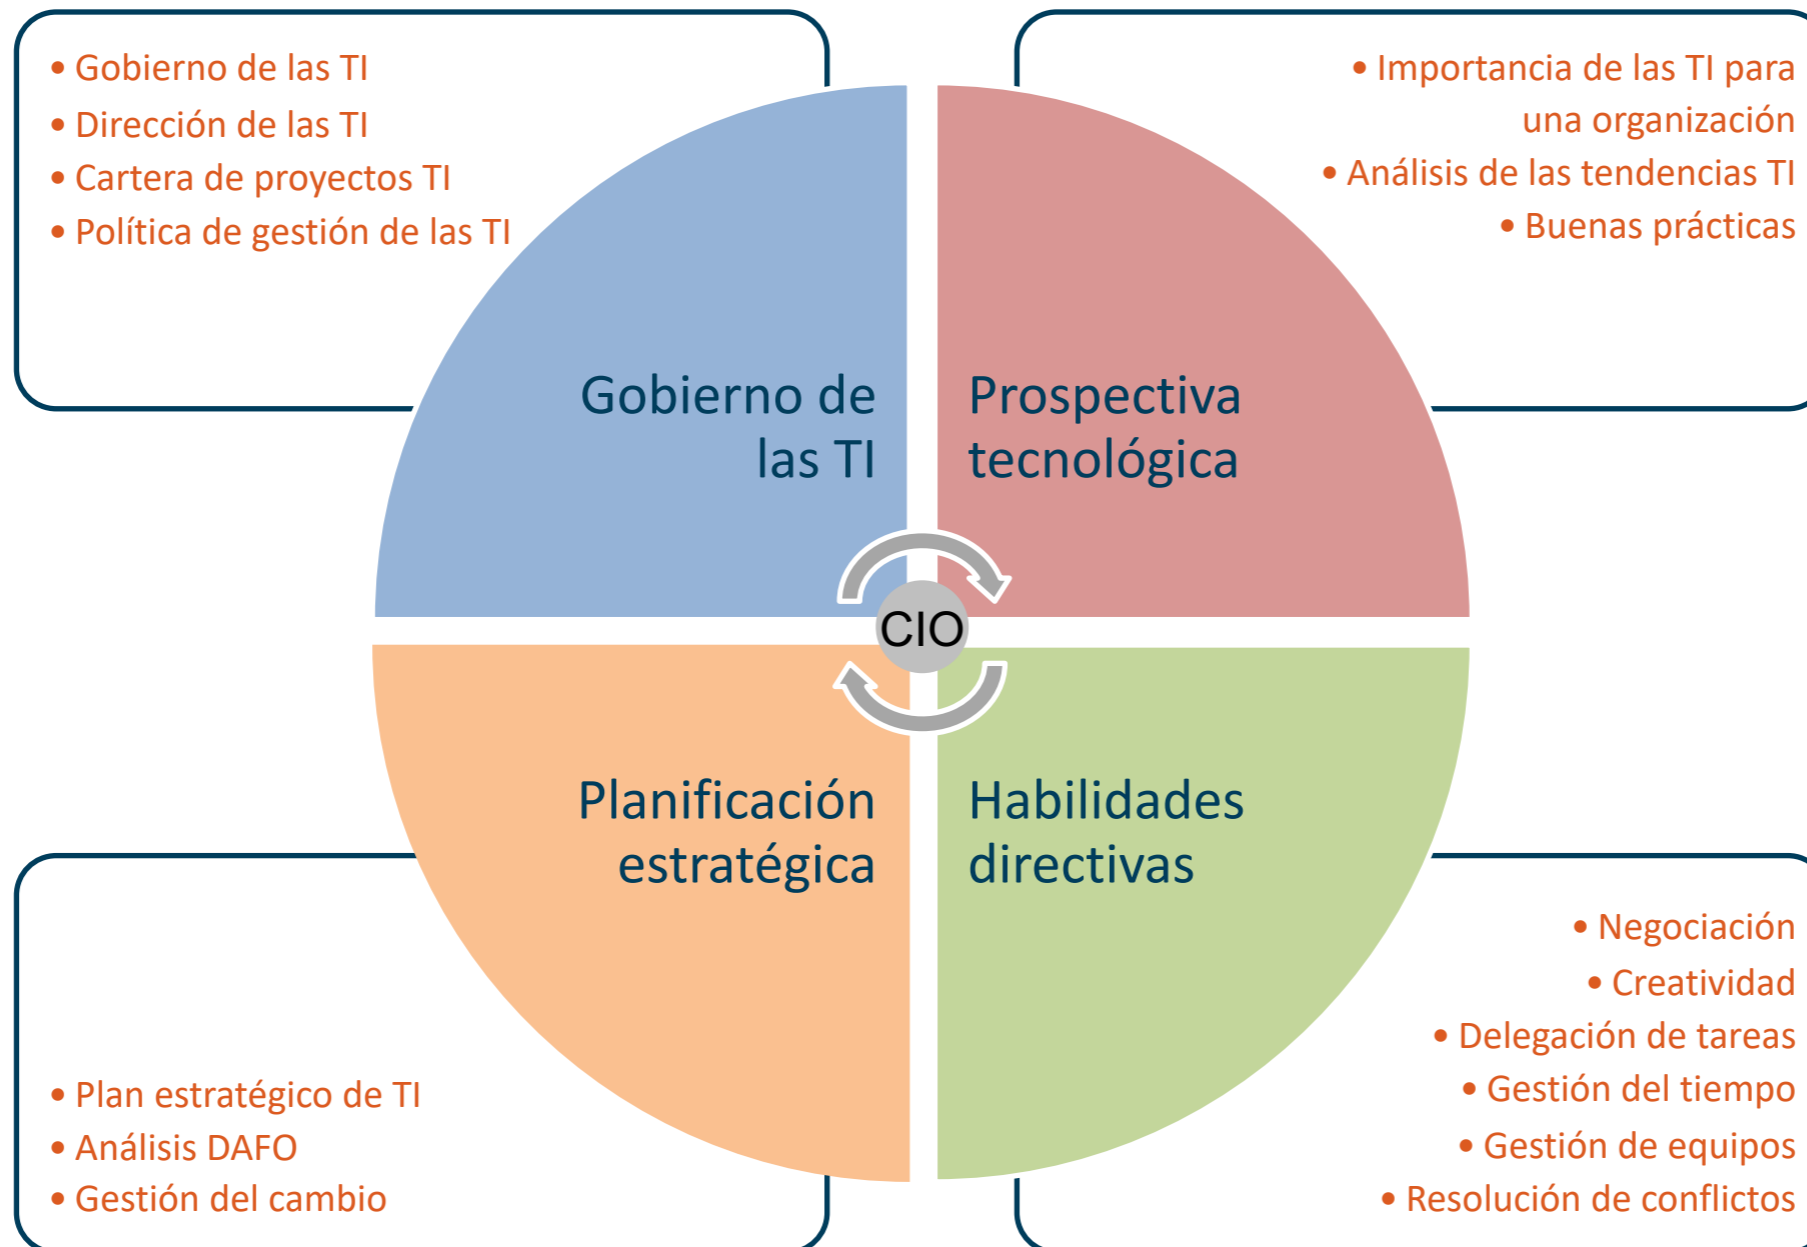 • Gobierno de las TI
• Dirección de las TI
• Cartera de proyectos TI
• Política de gestión de las TI
• Importancia de las TI para
una organización
• Análisis de las tendencias TI
• Buenas prácticas
Gobierno de
las TI
Prospectiva
tecnológica
CIO
Planificación
estratégica
Habilidades
directivas
• Plan estratégico de TI
• Análisis DAFO
• Gestión del cambio
• Negociación
• Creatividad
• Delegación de tareas
• Gestión del tiempo
• Gestión de equipos
• Resolución de conflictos